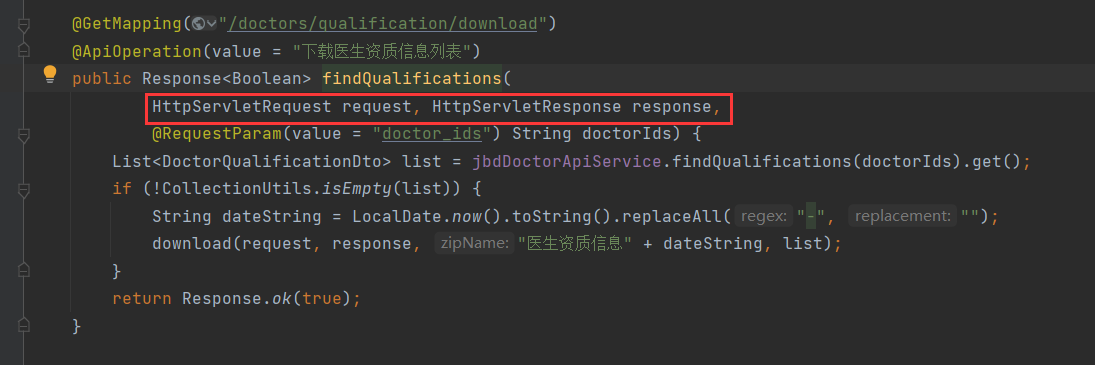 @GetMapping("/doctors/qualification/download")
@ApiOperation(value = "下载医生资质信息列表")
public Response<Boolean> findQualifications(
HttpServletRequest request, HttpServletResponse response,
@RequestParam(value = "doctor_ids") String doctorIds) {
List<DoctorQualificationDto> list = jbdDoctorApiService.findQualifications(doctorIds).get();
if (!CollectionUtils.isEmpty(list)) {
String dateString = LocalDate.now().toString().replaceAll( regex: "-", replacement: "");
download(request, response, zipName: "医生资质信息" + dateString, list);
}
return Response.ok(true);
}